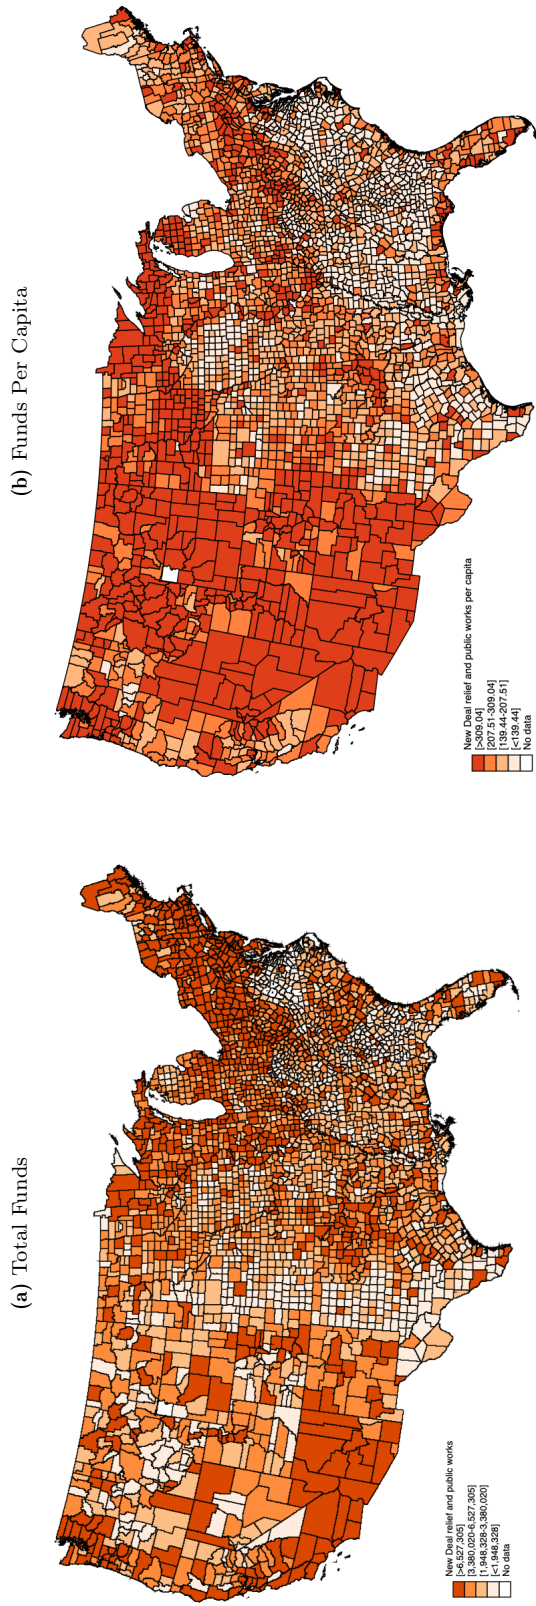 (a) Total Funds
New Deal relief and public works
[>6,527,305]
[3,380,020-6,527,305]
[1,948,328-3,380,020]
[<1,948,328]
No data
(b) Funds Per Capita
New Deal relief and public works per capita
[>309.04]
[207.51-309.04]
[139.44-207.51]
[<139.44]
No data